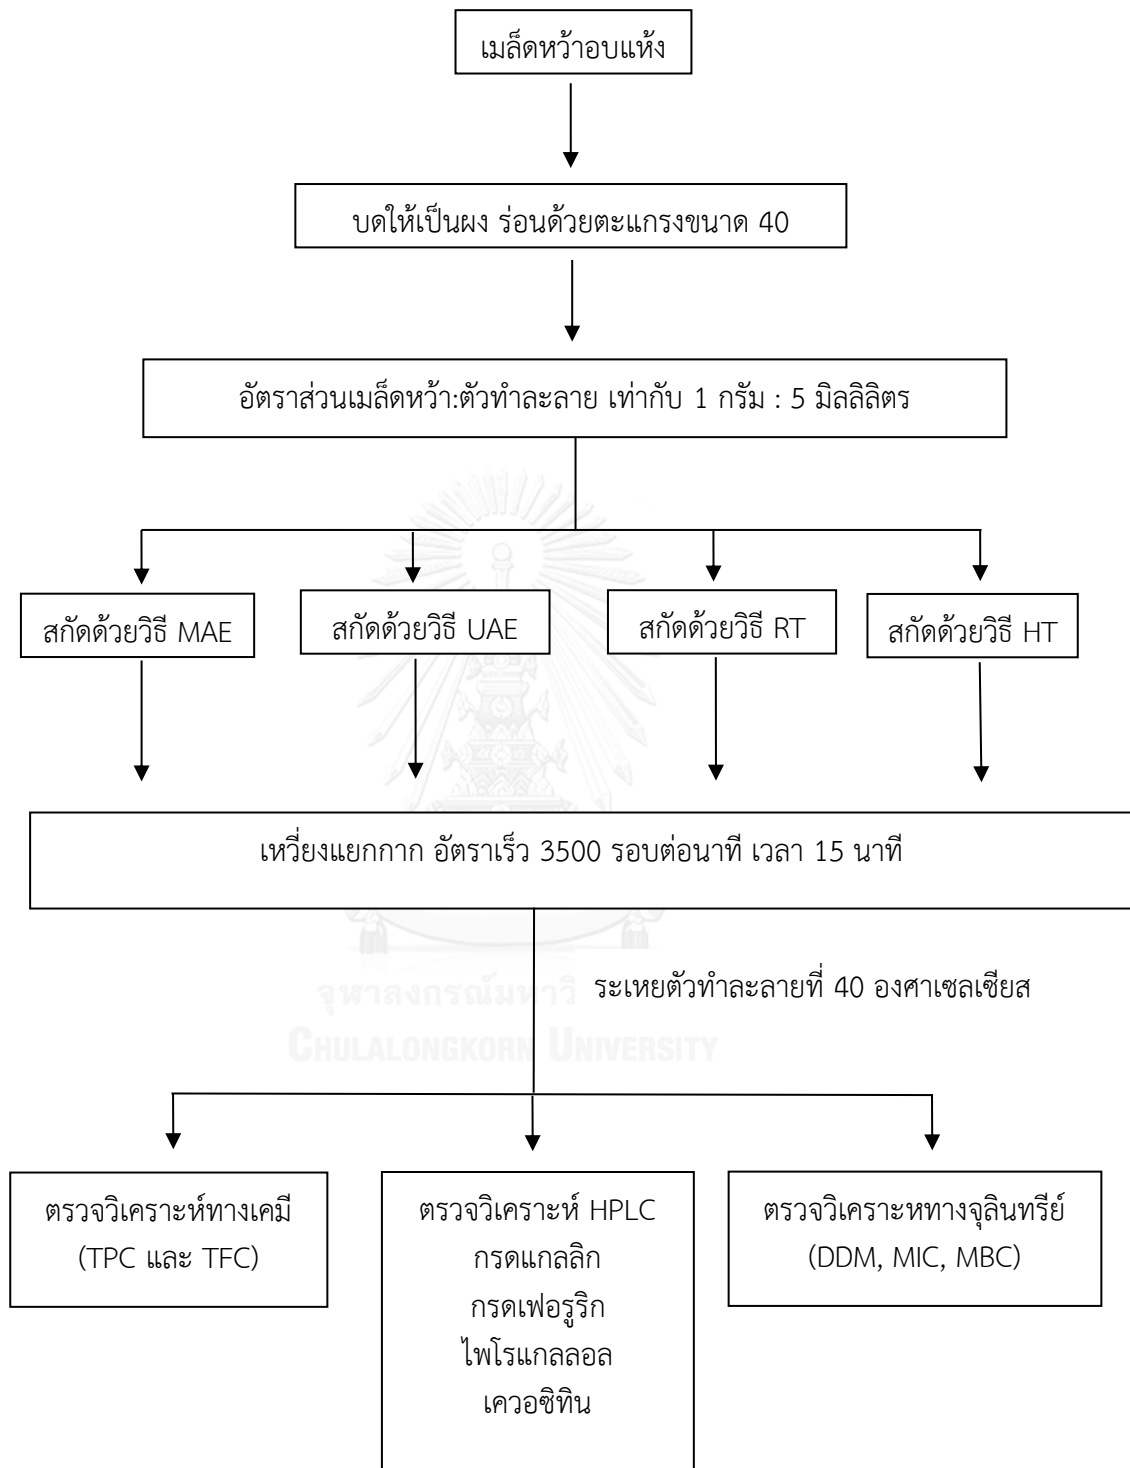 เมล็ดหว้าอบแห้ง
บดให้เป็นผง ร่อนด้วยตะแกรงขนาด 40
อัตราส่วนเมล็ดหว้า:ตัวทำละลาย เท่ากับ 1 กรัม : 5 มิลลิลิตร
สกัดด้วยวิธี MAE
สกัดด้วยวิธี UAE
สกัดด้วยวิธี RT
สกัดด้วยวิธี HT
เหวี่ยงแยกกาก อัตราเร็ว 3500 รอบต่อนาที เวลา 15 นาที
ระเหยตัวทำละลายที่ 40 องศาเซลเซียส
จุฬาลงกรณ์มหาวิ
CHULALONGKORN UNIVERSITY
ตรวจวิเคราะห์ทางเคมี
(TPC และ TFC)
ตรวจวิเคราะห์ HPLC
กรดแกลลิก
กรดเฟอรูริก
ไพโรแกลลอล
เควอซิทิน
ตรวจวิเคราะหทางจุลินทรีย์
(DDM, MIC, MBC)